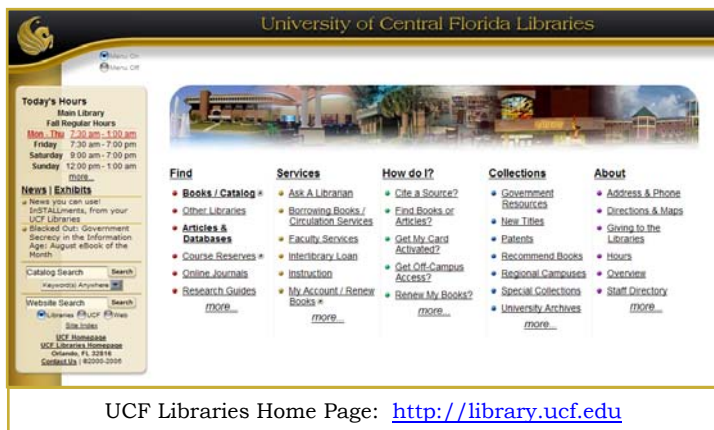 University of Central Florida Libraries
Menu On
Menu Off
Today's Hours
Main Library
Fall Regular Hours
Mon - Thu 7:30 am - 1:00 am
Friday 7:30 am - 7:00 pm
Saturday 9:00 am - 7:00 pm
Sunday 12:00 pm - 1:00 am
more...
News | Exhibits
News you can use!
InSTALLments, from your
UCF Libraries
Blacked Out: Government
Secrecy in the Information
Age: August eBook of the
Month
Catalog Search Search
Keyword(s) Anywhere
Website Search Search
Libraries UCF Web
Site Index
UCF Homepage
UCF Libraries Homepage
Orlando, FL 32816
Contact Us | ©2000-2006
Find
Books / Catalog
Other Libraries
Articles &
Databases
Course Reserves
Online Journals
Research Guides
more...
Services
Ask A Librarian
Borrowing Books /
Circulation Services
Faculty Services
Interlibrary Loan
Instruction
My Account / Renew
Books
more...
How do I?
Cite a Source?
Find Books or
Articles?
Get My Card
Activated?
Get Off-Campus
Access?
Renew My Books?
more...
Collections
Government
Resources
New Titles
Patents
Recommend Books
Regional Campuses
Special Collections
University Archives
more...
About
Address & Phone
Directions & Maps
Giving to the
Libraries
Hours
Overview
Staff Directory
more...
UCF Libraries Home Page: http://library.ucf.edu